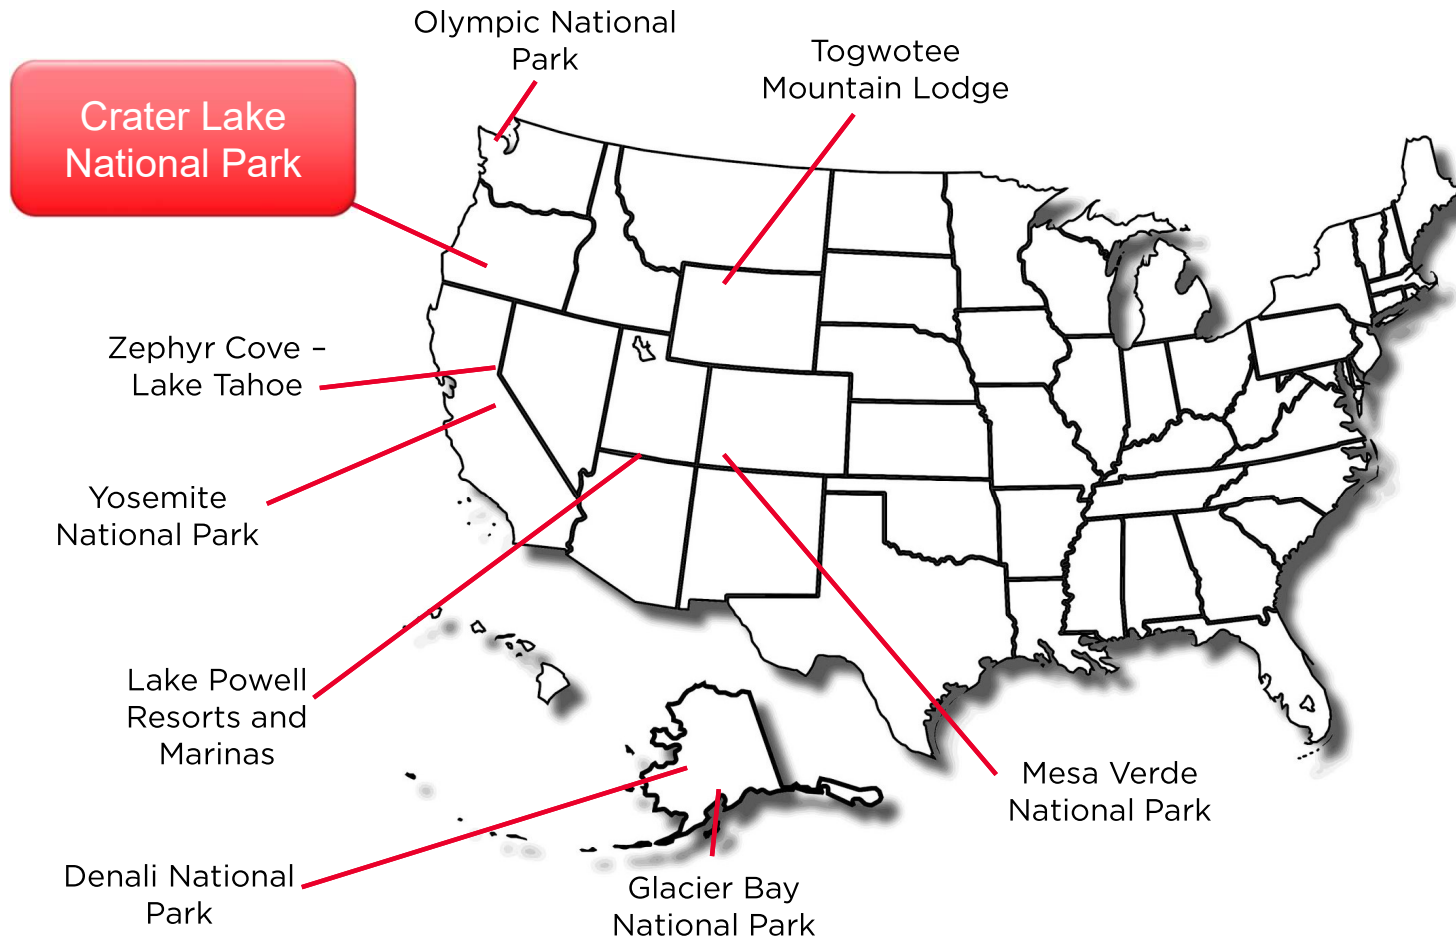 Olympic National
Park
Togwotee
Mountain Lodge
Crater Lake
National Park
Zephyr Cove –
Lake Tahoe
Yosemite
National Park
Lake Powell
Resorts and
Marinas
Mesa Verde
National Park
Denali National
Park
Glacier Bay
National Park